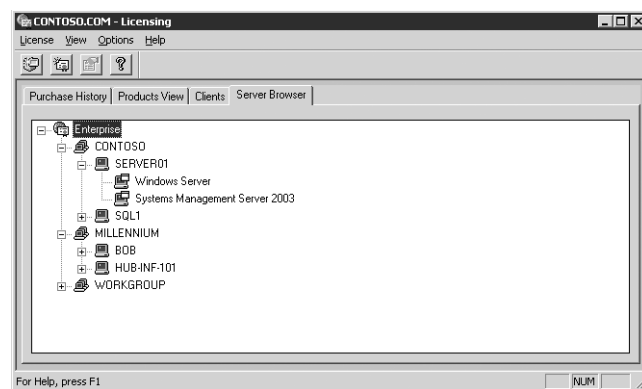 CONTOSO.COM - Licensing
License View Options Help
Purchase History Products View Clients Server Browser
Enterprise
CONTOSO
SERVER01
Windows Server
Systems Management Server 2003
SQL1
MILLENNIUM
BOB
HUB-INF-101
WORKGROUP
For Help, press F1 NUM